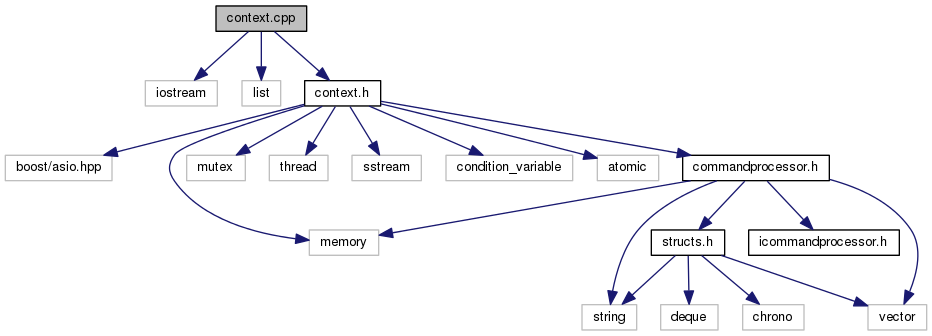 context.cpp
iostream
list
context.h
boost/asio.hpp
mutex
thread
sstream
condition_variable
atomic
commandprocessor.h
memory
structs.h
icommandprocessor.h
string
deque
chrono
vector